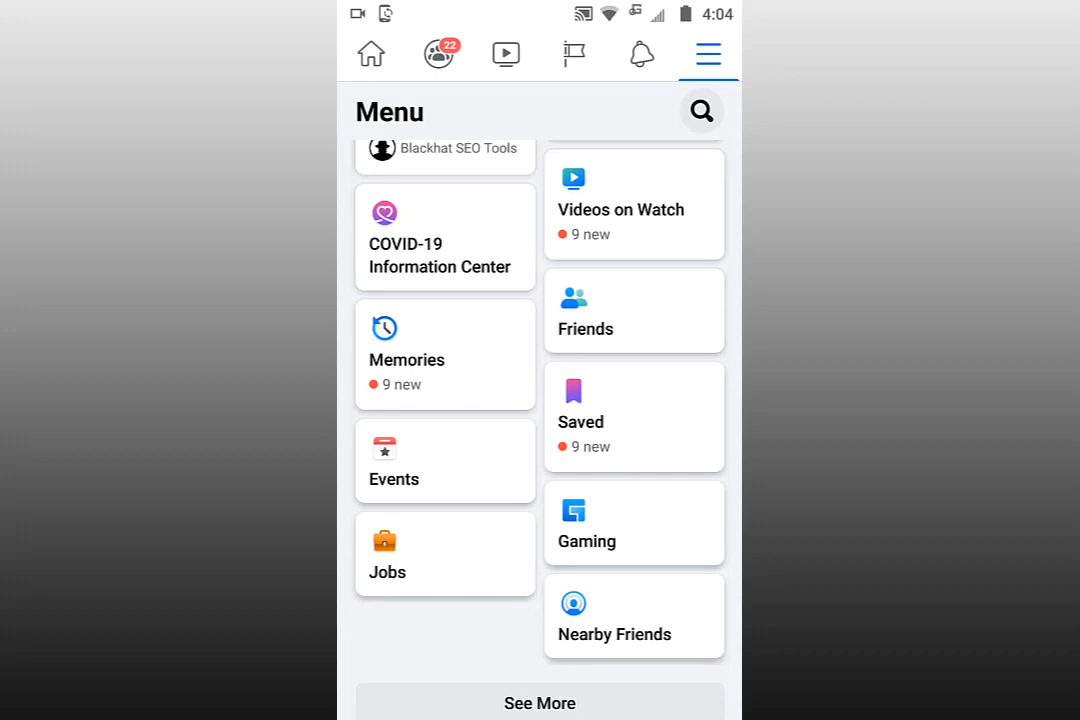 4:04
22
Menu
Blackhat SEO Tools
COVID-19
Information Center
Memories
9 new
Events
Jobs
Videos on Watch
9 new
Friends
Saved
9 new
Gaming
Nearby Friends
See More